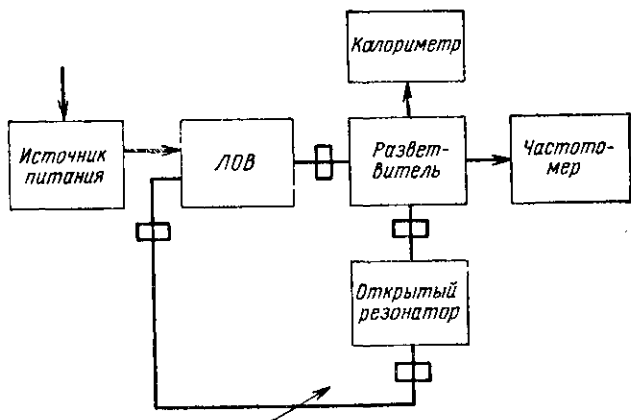 Калориметр
Источник
питания
ЛОВ
Развет-
витель
Частото-
мер
Открытый
резонатор